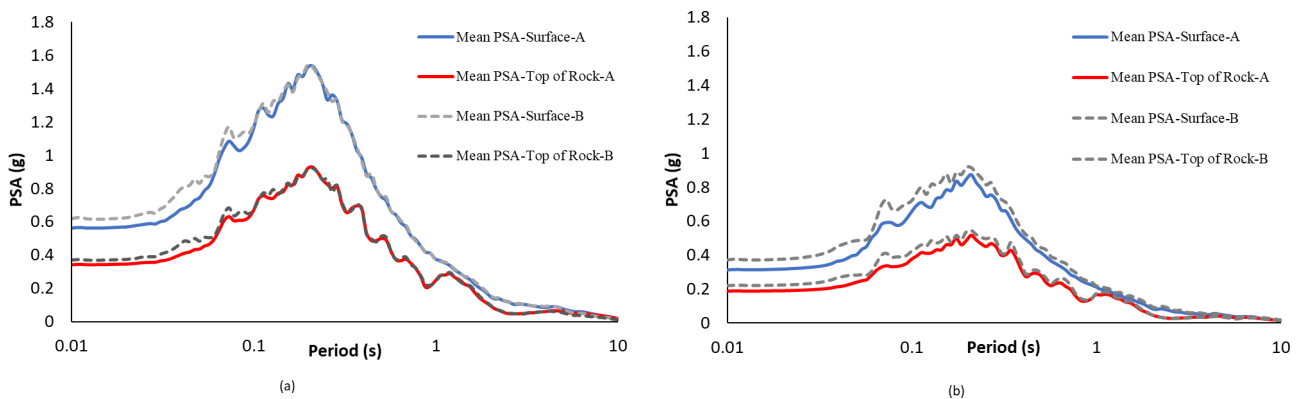 1.8
1.6
1.4
1.2
1
0.8
0.6
0.4
0.2
0
PSA (g)
0.01
0.1
1
10
Period (s)
Mean PSA-Surface-A
Mean PSA-Top of Rock-A
Mean PSA-Surface-B
Mean PSA-Top of Rock-B
(a)
1.8
1.6
1.4
1.2
1
0.8
0.6
0.4
0.2
0
PSA (g)
0.01
0.1
1
10
Period (s)
Mean PSA-Surface-A
Mean PSA-Top of Rock-A
Mean PSA-Surface-B
Mean PSA-Top of Rock-B
(b)